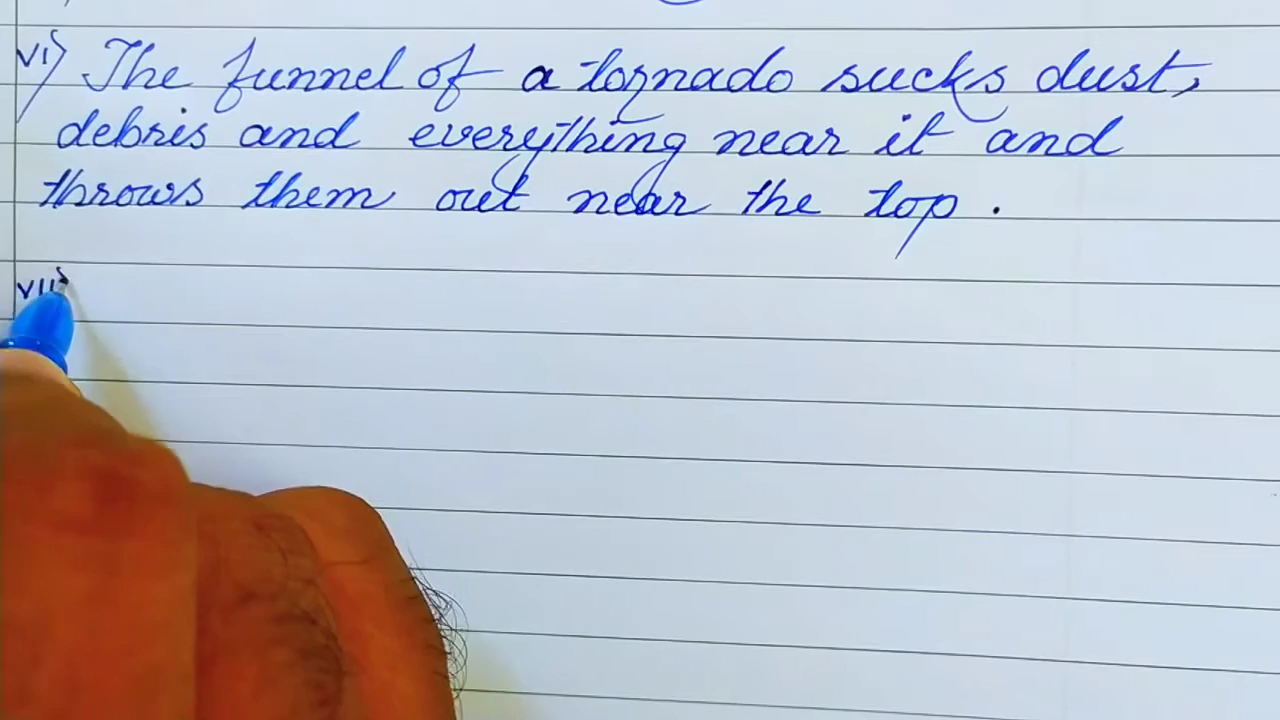 vi) The funnel of a tornado sucks dust,
debris and everything near it and
throws them out near the top .
vii)